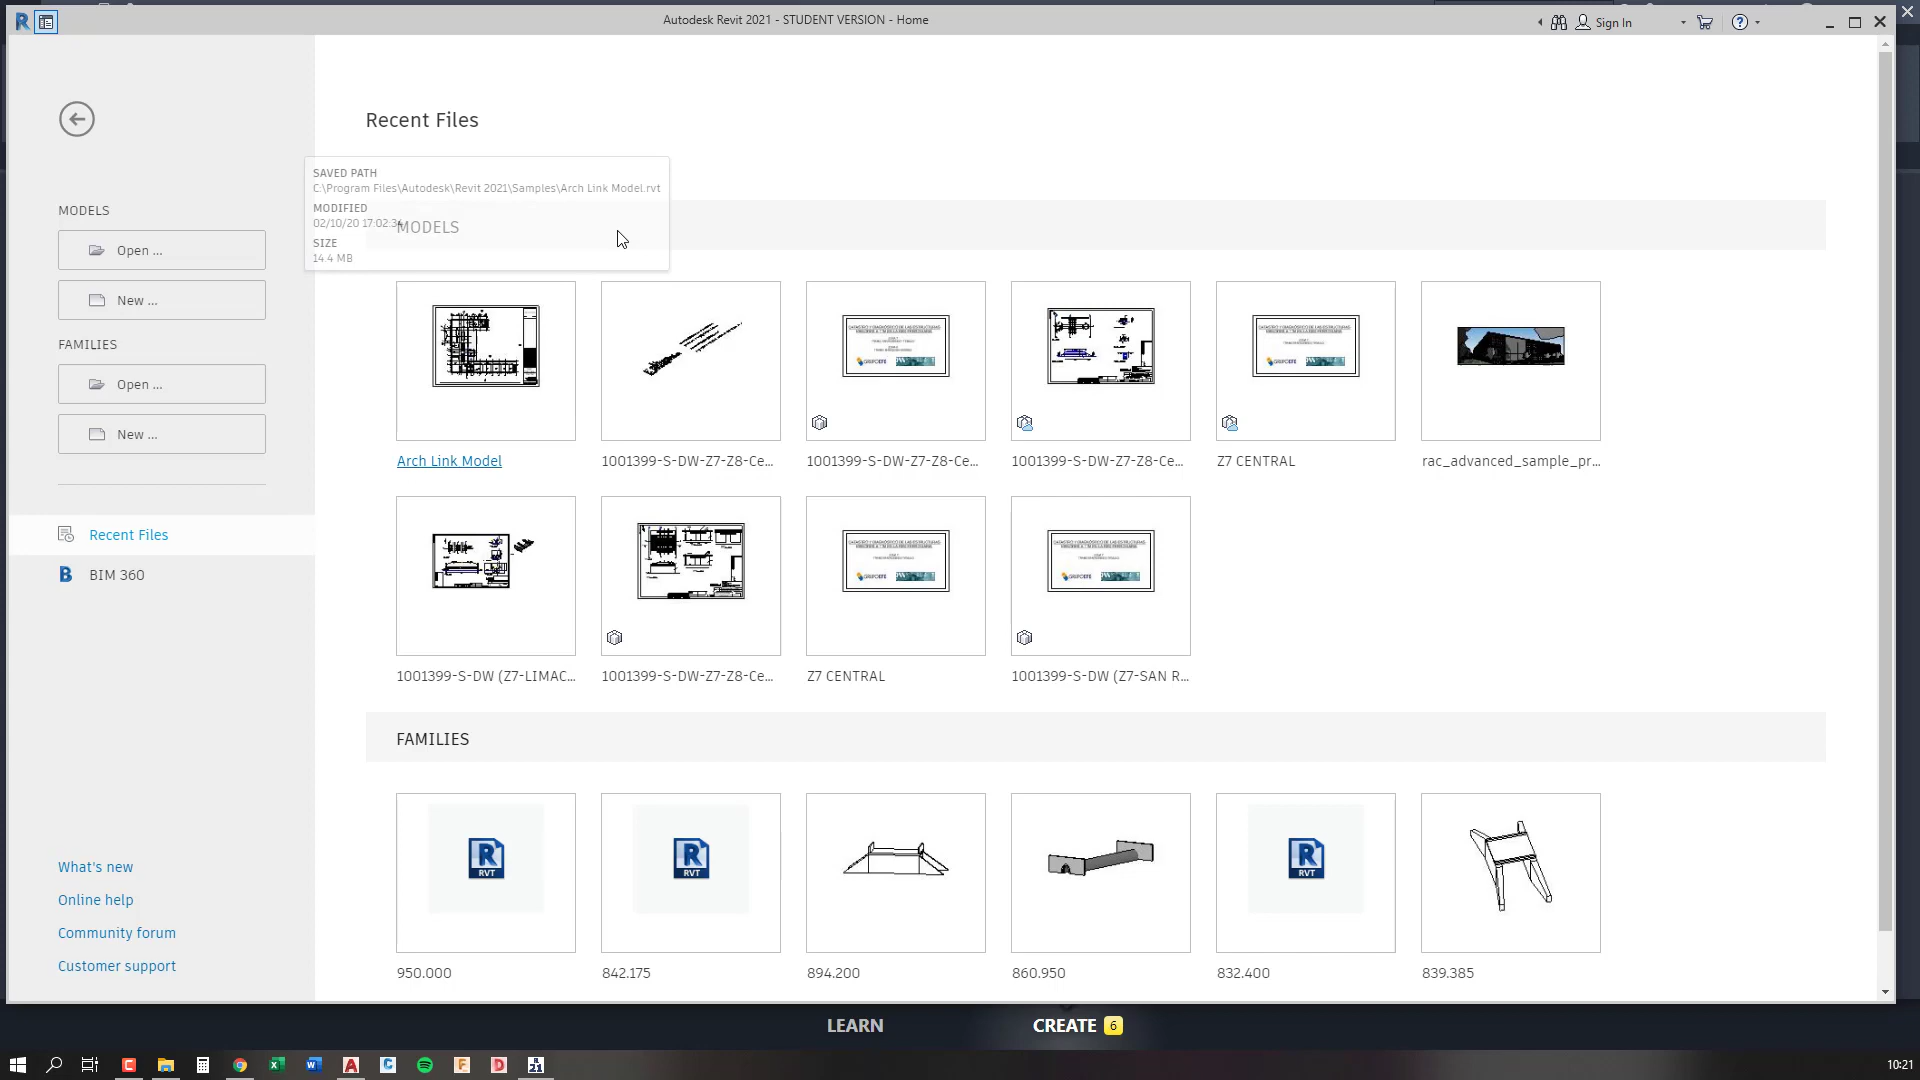 Autodesk Revit 2021 - STUDENT VERSION - Home
Sign In
Recent Files
SAVED PATH
C:\Program Files\Autodesk\Revit 2021\Samples\Arch Link Model.rvt
MODIFIED
02/10/20 17:02:34
SIZE
14.4 MB
MODELS
MODELS
Open ...
New ...
FAMILIES
Open ...
New ...
Recent Files
BIM 360
What's new
Online help
Community forum
Customer support
Arch Link Model
1001399-S-DW-Z7-Z8-Ce...
1001399-S-DW-Z7-Z8-Ce...
1001399-S-DW-Z7-Z8-Ce...
Z7 CENTRAL
rac_advanced_sample_pr...
1001399-S-DW (Z7-LIMAC...
1001399-S-DW-Z7-Z8-Ce...
Z7 CENTRAL
1001399-S-DW (Z7-SAN R...
FAMILIES
R
RVT
R
RVT
R
RVT
950.000
842.175
894.200
860.950
832.400
839.385
LEARN
CREATE 6
10:21